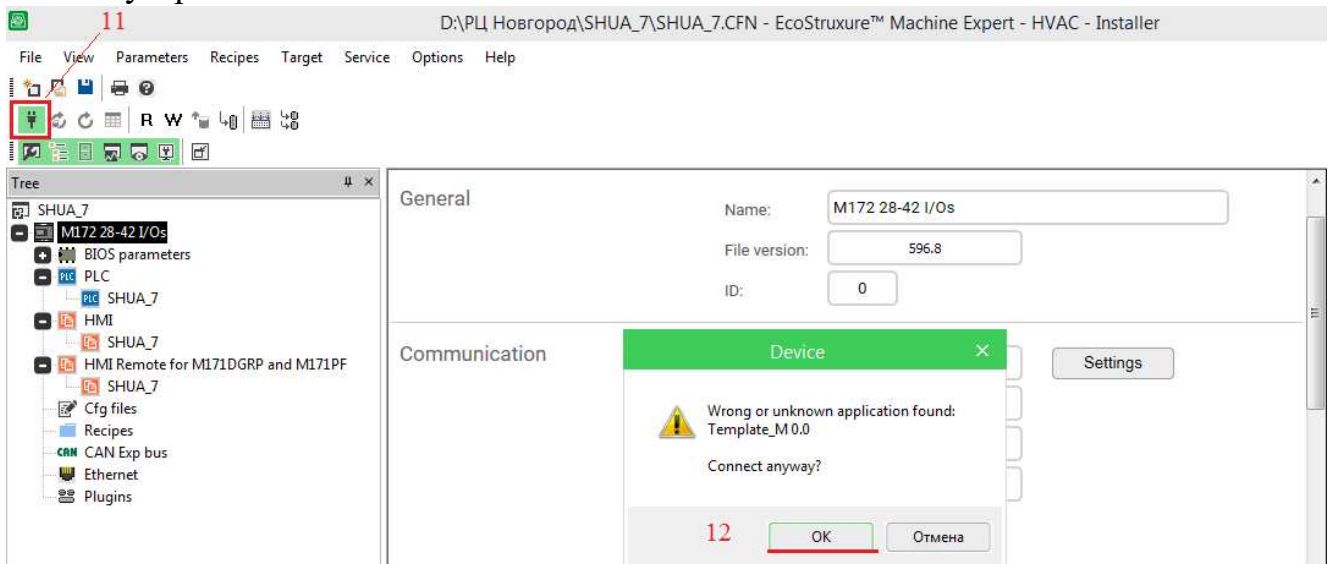 11
D:\РЦ Новгород\SHUA_7\SHUA_7.CFN - EcoStruxure™ Machine Expert - HVAC - Installer
File View Parameters Recipes Target Service Options Help
R W
Tree
SHUA_7
M172 28-42 I/Os
BIOS parameters
PLC PLC
PLC SHUA_7
HMI
SHUA_7
HMI Remote for M171DGRP and M171PF
SHUA_7
Cfg files
Recipes
CAN CAN Exp bus
Ethernet
Plugins
General
Name: M172 28-42 I/Os
File version: 596.8
ID: 0
Communication
Settings
Device
Wrong or unknown application found:
Template_M 0.0
Connect anyway?
12
OK Отмена